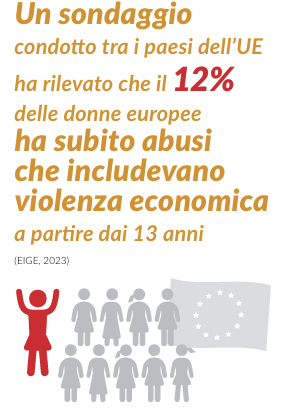 Un sondaggio
condotto tra i paesi dell’UE
ha rilevato che il 12%
delle donne europee
ha subito abusi
che includevano
violenza economica
a partire dai 13 anni
(EIGE, 2023)